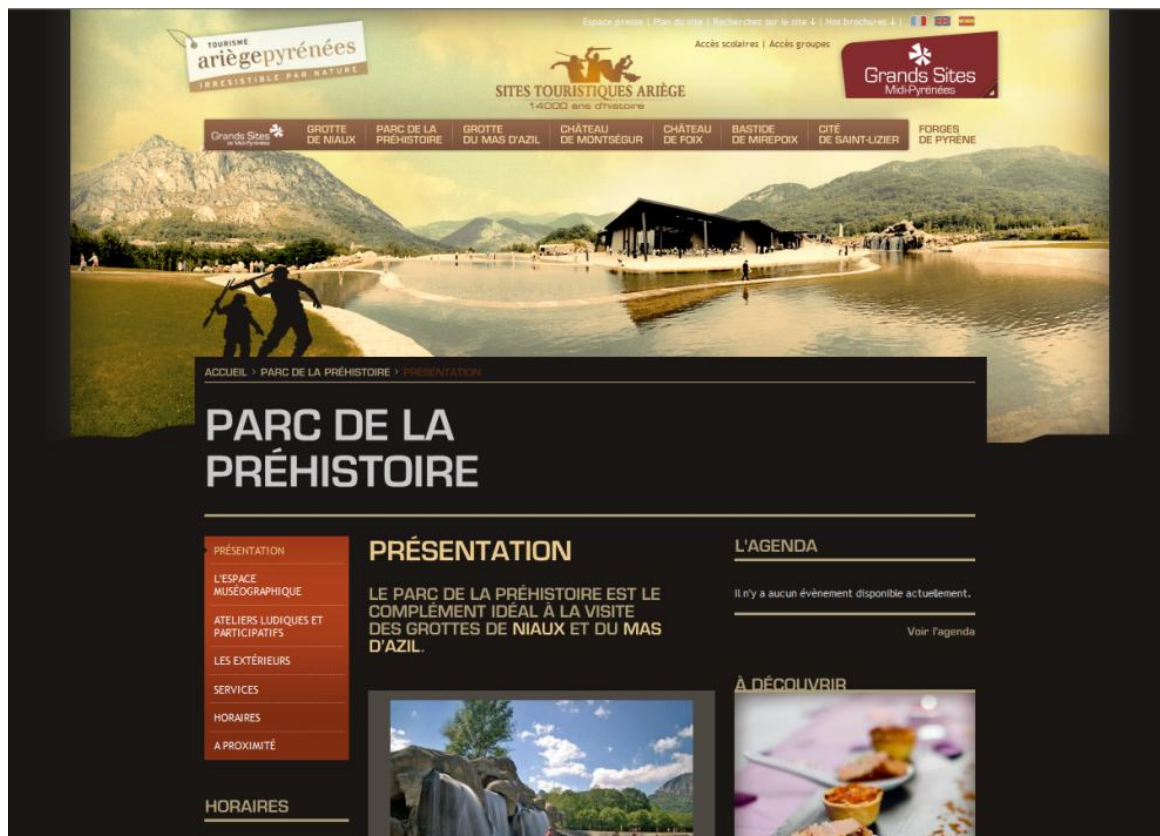 Espace presse | Plan du site | Recherchez sur le site ↓ | Nos brochures ↓ |
Accès scolaires | Accès groupes
TOURISME
ariègepyrénées
IRRESISTIBLE PAR NATURE
SITES TOURISTIQUES ARIÈGE
14000 ans d'histoire
Grands Sites
Midi-Pyrénées
Grands Sites
de Midi-Pyrénées
GROTTE
DE NIAUX
PARC DE LA
PRÉHISTOIRE
GROTTE
DU MAS D'AZIL
CHÂTEAU
DE MONTSÉGUR
CHÂTEAU
DE FOIX
BASTIDE
DE MIREPOIX
CITÉ
DE SAINT-LIZIER
FORGES
DE PYRÈNE
ACCUEIL > PARC DE LA PRÉHISTOIRE > PRÉSENTATION
PARC DE LA
PRÉHISTOIRE
PRÉSENTATION
L'ESPACE
MUSÉOGRAPHIQUE
ATELIERS LUDIQUES ET
PARTICIPATIFS
LES EXTÉRIEURS
SERVICES
HORAIRES
A PROXIMITÉ
HORAIRES
PRÉSENTATION
LE PARC DE LA PRÉHISTOIRE EST LE
COMPLÉMENT IDÉAL À LA VISITE
DES GROTTES DE NIAUX ET DU MAS
D'AZIL.
L'AGENDA
Il n'y a aucun évènement disponible actuellement.
Voir l'agenda
À DÉCOUVRIR